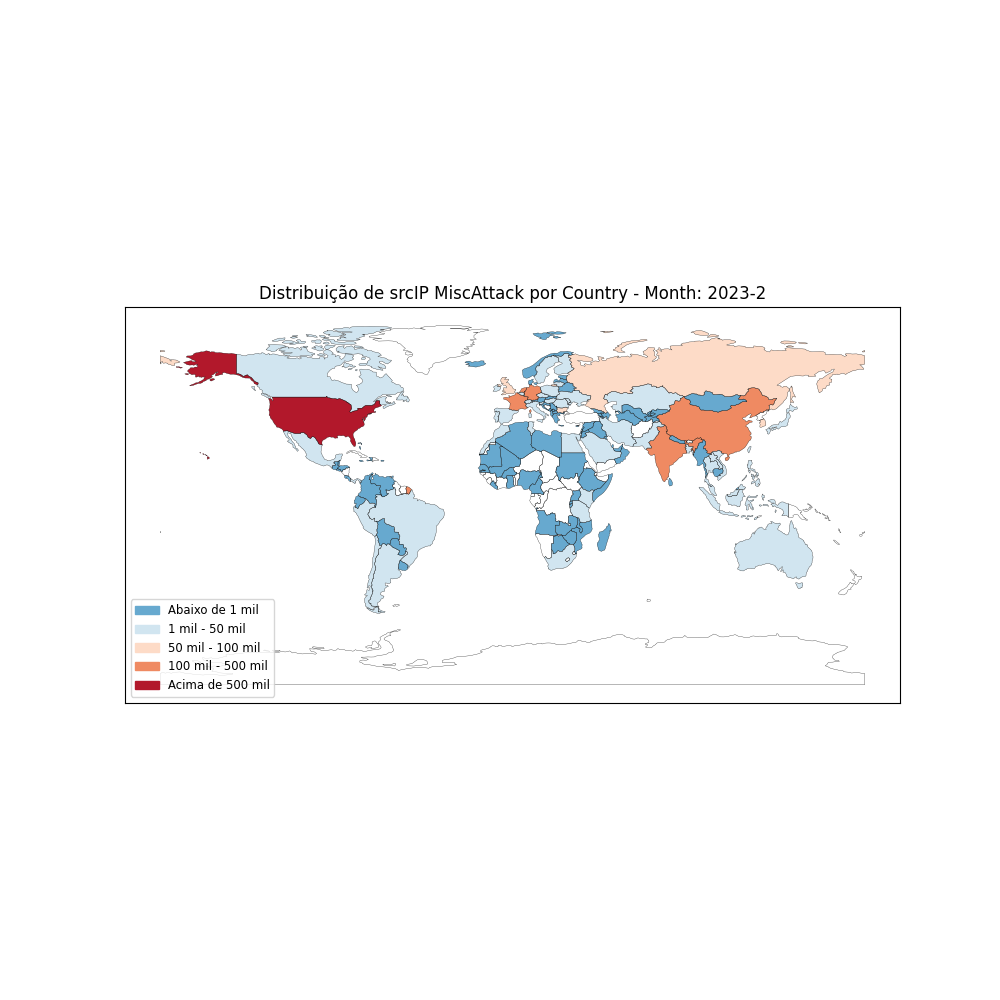 Distribuição de srcIP MiscAttack por Country - Month: 2023-2
Abaixo de 1 mil
1 mil - 50 mil
50 mil - 100 mil
100 mil - 500 mil
Acima de 500 mil